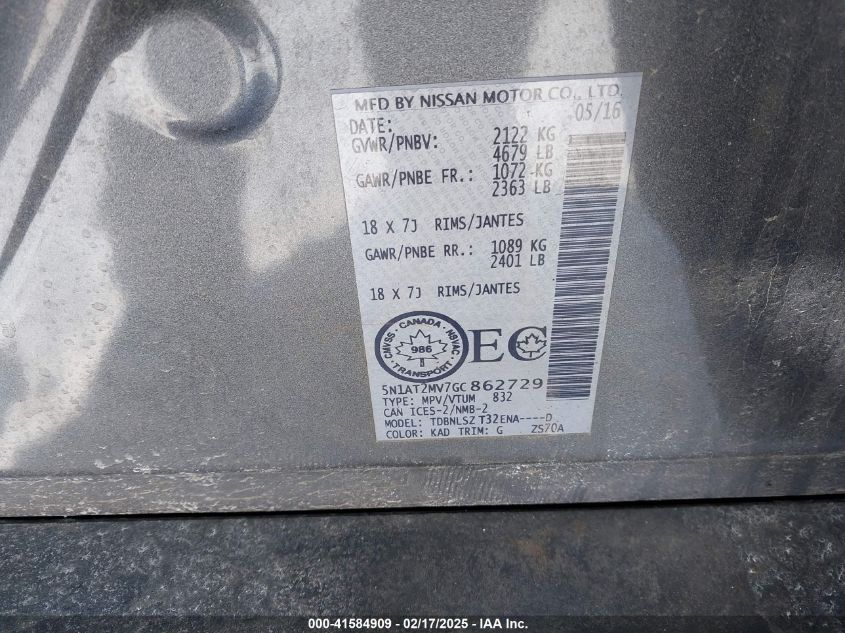 MFD BY NISSAN MOTOR CO., LTD.
DATE: 05/16
GVWR/PNBV: 2122 KG
4679 LB
GAWR/PNBE FR.: 1072 KG
2363 LB
18 X 7J RIMS/JANTES
GAWR/PNBE RR.: 1089 KG
2401 LB
18 X 7J RIMS/JANTES
CANADA
CMVSS · NSVAC
986
TRANSPORT
EC
5N1AT2MV7GC862729
TYPE: MPV/VTUM 832
CAN ICES-2/NMB-2
MODEL: TDBNLSZ T32ENA----D
COLOR: KAD TRIM: G ZS70A
000-41584909 / 02/17/2025 - IAA Inc.